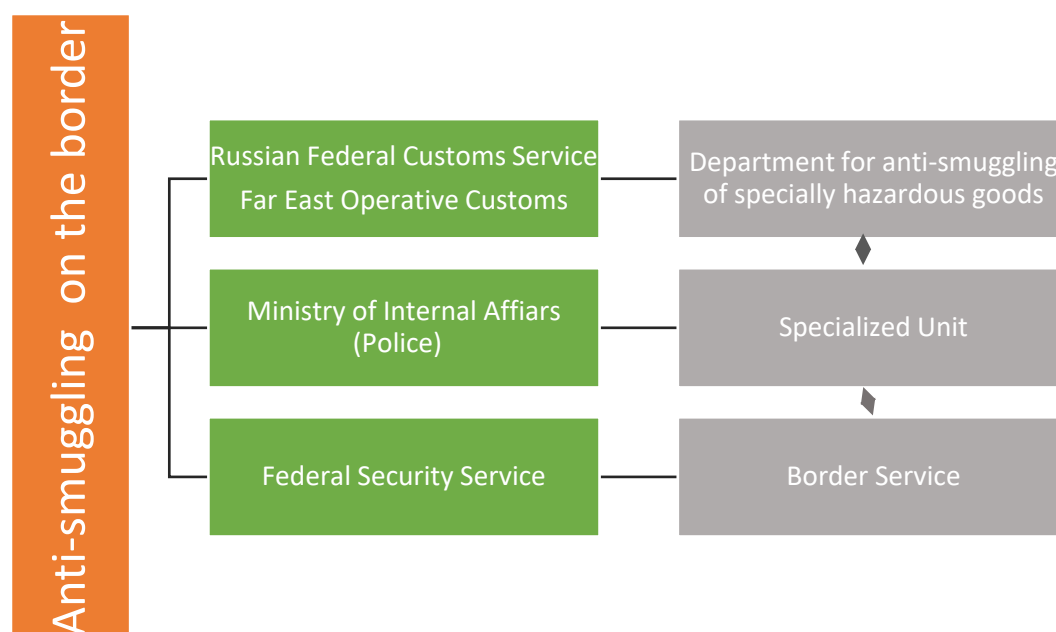 Anti-smuggling on the border
Russian Federal Customs Service
Far East Operative Customs
Department for anti-smuggling
of specially hazardous goods
Ministry of Internal Affiars
(Police)
Specialized Unit
Federal Security Service
Border Service